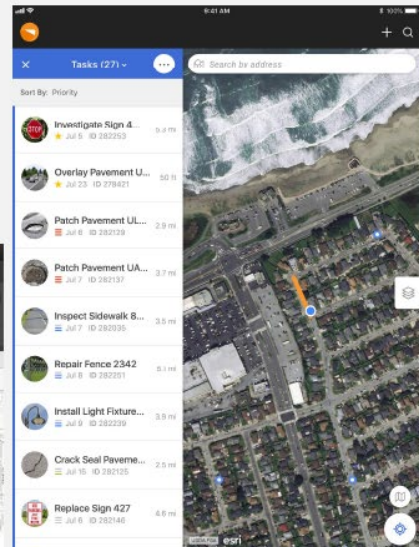 9:41 AM
100%
Tasks (27)
Search by address
Sort By: Priority
Investigate Sign 4...
Jul 5 ID 282253
5.2 mi
Overlay Pavement U...
Jul 23 ID 278421
50 ft
Patch Pavement UL...
Jul 6 ID 282129
2.9 mi
Patch Pavement UA...
Jul 7 ID 282137
2.7 mi
Inspect Sidewalk 8...
Jul 7 ID 282035
3.5 mi
Repair Fence 2342
Jul 8 ID 282251
5.1 mi
Install Light Fixture...
Jul 9 ID 282239
3.9 mi
Crack Seal Paveme...
Jul 15 ID 282125
2.5 mi
Replace Sign 427
Jul 6 ID 282146
4.6 mi
STOP
esri